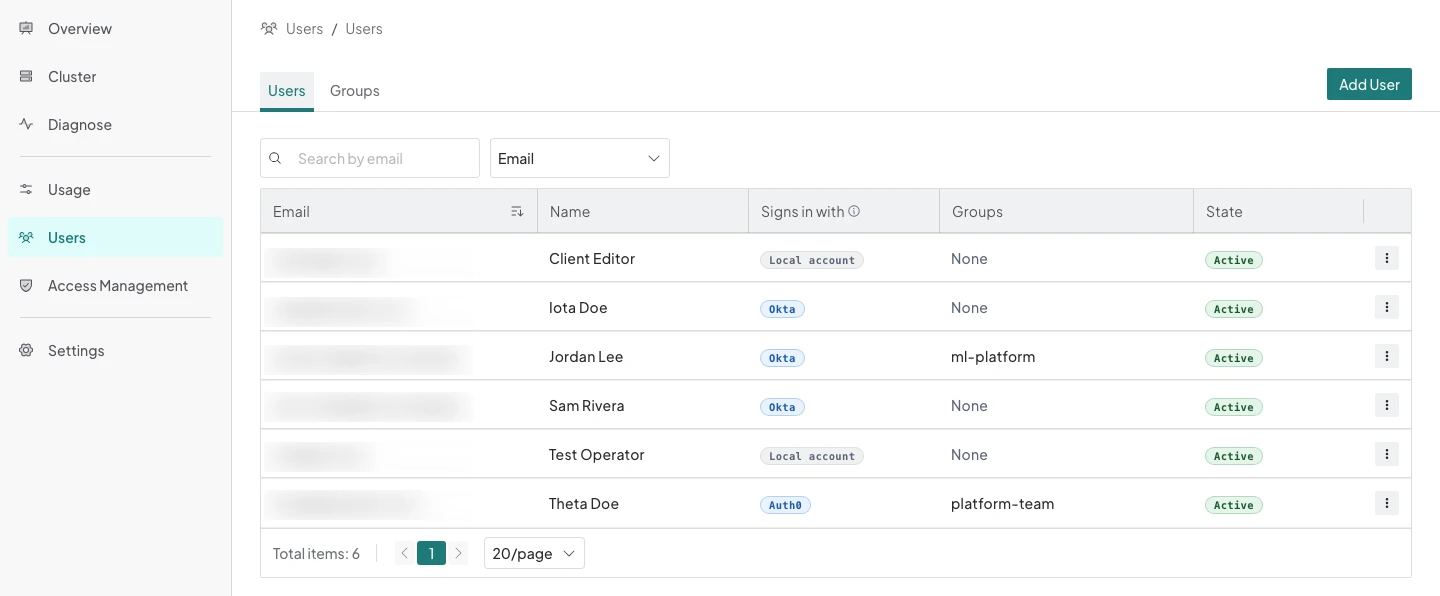 Overview
Cluster
Diagnose
Usage
Users
Access Management
Settings
Users / Users
Users Groups
Add User
Search by email Email
Email Name Signs in with Groups State
Client Editor Local account None Active
Iota Doe Okta None Active
Jordan Lee Okta ml-platform Active
Sam Rivera Okta None Active
Test Operator Local account None Active
Theta Doe Auth0 platform-team Active
Total items: 6 1 20/page